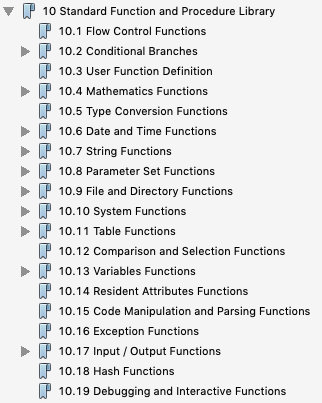 10 Standard Function and Procedure Library
10.1 Flow Control Functions
10.2 Conditional Branches
10.3 User Function Definition
10.4 Mathematics Functions
10.5 Type Conversion Functions
10.6 Date and Time Functions
10.7 String Functions
10.8 Parameter Set Functions
10.9 File and Directory Functions
10.10 System Functions
10.11 Table Functions
10.12 Comparison and Selection Functions
10.13 Variables Functions
10.14 Resident Attributes Functions
10.15 Code Manipulation and Parsing Functions
10.16 Exception Functions
10.17 Input / Output Functions
10.18 Hash Functions
10.19 Debugging and Interactive Functions